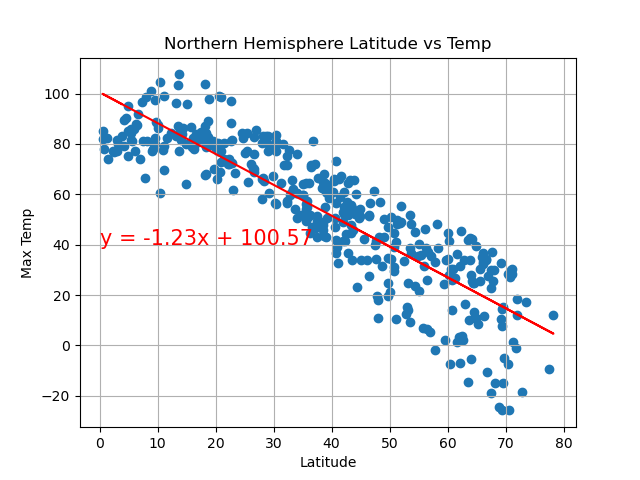 Northern Hemisphere Latitude vs Temp
100
80
60
40
20
0
−20
Max Temp
y = -1.23x + 100.57
0 10 20 30 40 50 60 70 80
Latitude